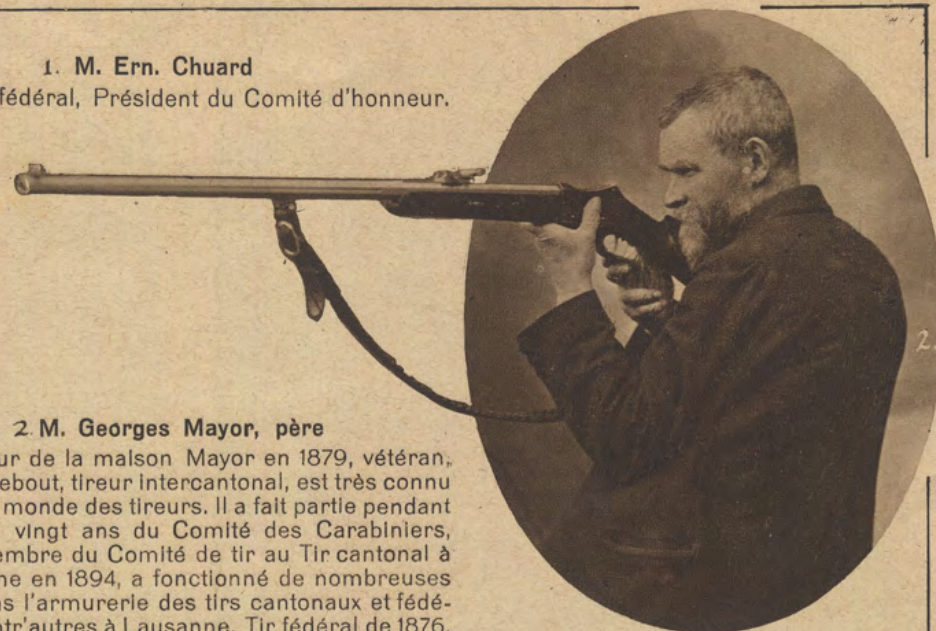 1. M. Ern. Chuard
fédéral, Président du Comité d'honneur.
2 M. Georges Mayor, père
ur de la maison Mayor en 1879, vétéran,
ebout, tireur intercantonal, est très connu
monde des tireurs. Il a fait partie pendant
vingt ans du Comité des Carabiniers,
embre du Comité de tir au Tir cantonal à
ne en 1894, a fonctionné de nombreuses
s l'armurerie des tirs cantonaux et fédé-
ntr'autres à Lausanne. Tir fédéral de 1876.
2.